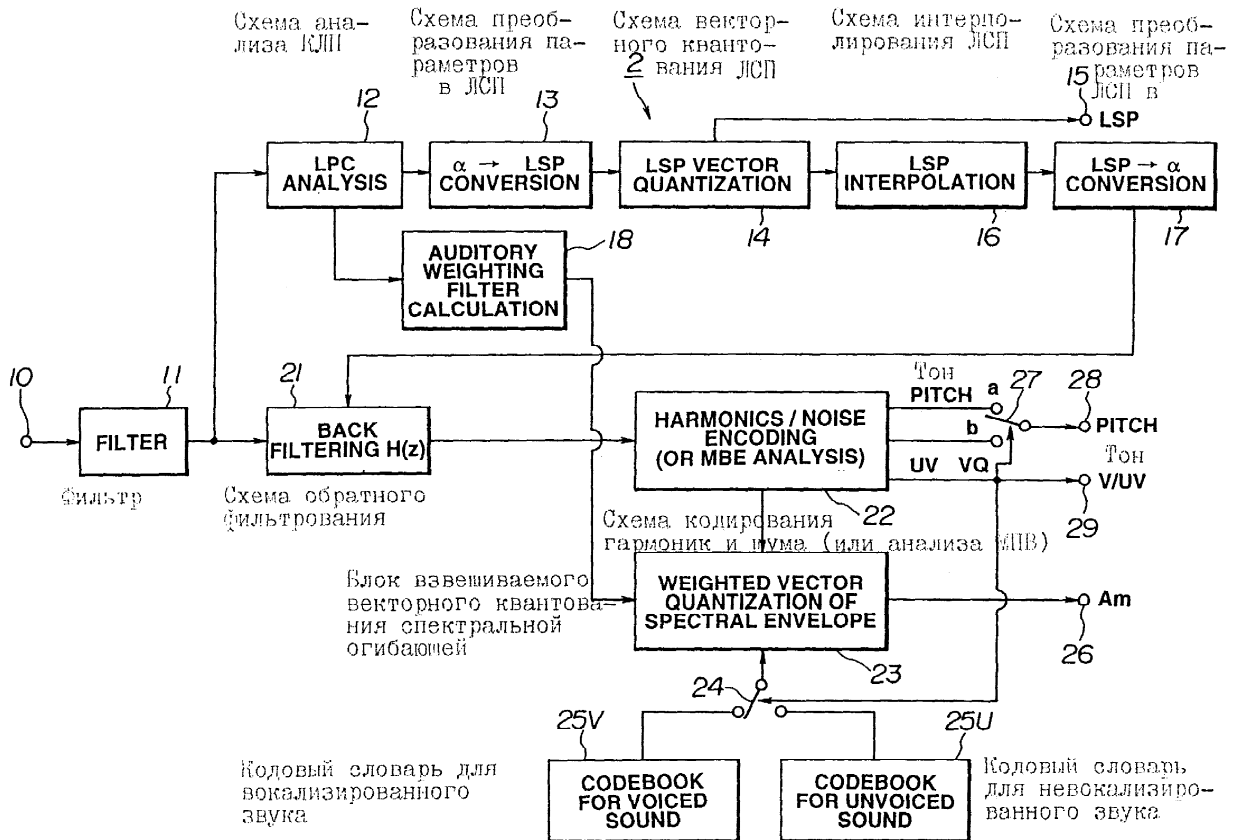 Схема ана-
лиза КЛП
Схема преоб-
разования па-
раметров
в ЛСП
Схема вектор-
ного кванто-
вания ЛСП
Схема интерпо-
лирования ЛСП
Схема преоб-
разования па-
раметров
ЛСП в
2
12
13
15
LSP
LPC
ANALYSIS
α → LSP
CONVERSION
LSP VECTOR
QUANTIZATION
LSP
INTERPOLATION
LSP → α
CONVERSION
14
16
17
18
AUDITORY
WEIGHTING
FILTER
CALCULATION
10
11
21
FILTER
BACK
FILTERING H(z)
HARMONICS / NOISE
ENCODING
(OR MBE ANALYSIS)
Тон
PITCH
a
27
28
b
PITCH
Тон
UV
VQ
V/UV
29
22
Фильтр
Схема обратного
фильтрования
Схема кодирования
гармоник и шума (или анализа МПВ)
Блок взвешиваемого
векторного квантова-
ния спектральной
огибающей
WEIGHTED VECTOR
QUANTIZATION OF
SPECTRAL ENVELOPE
Am
26
23
24
25V
25U
Кодовый словарь для
вокализированного
звука
CODEBOOK
FOR VOICED
SOUND
CODEBOOK
FOR UNVOICED
SOUND
Кодовый словарь
для невокализиро-
ванного звука